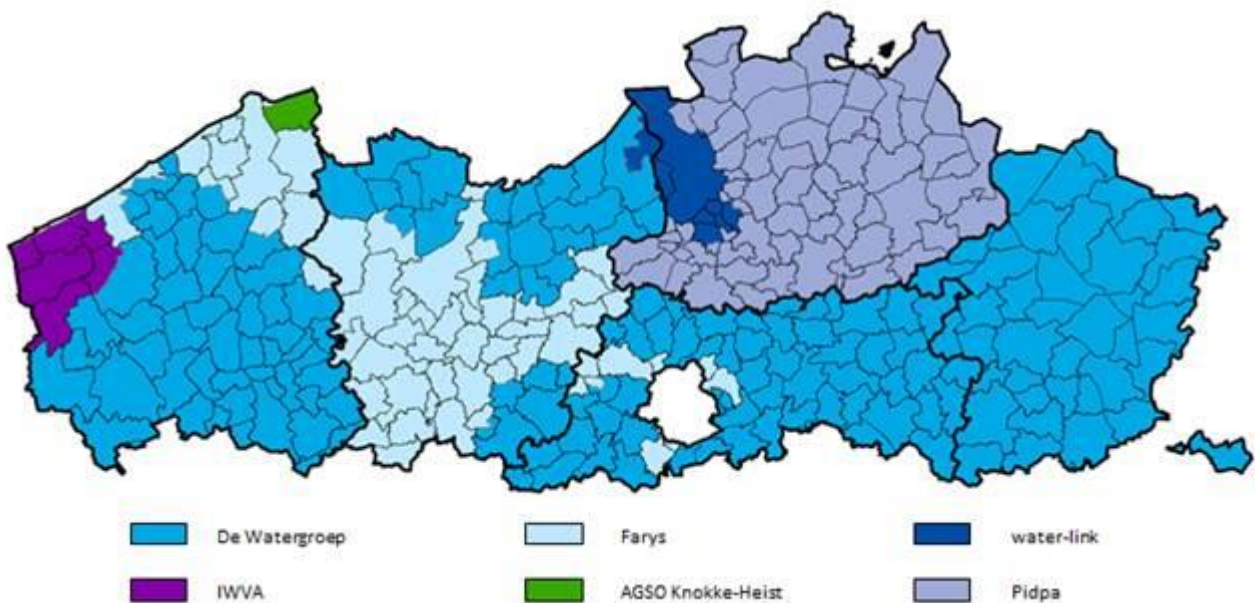 De Watergroep
Farys
water-link
IWVA
AGSO Knokke-Heist
Pidpa